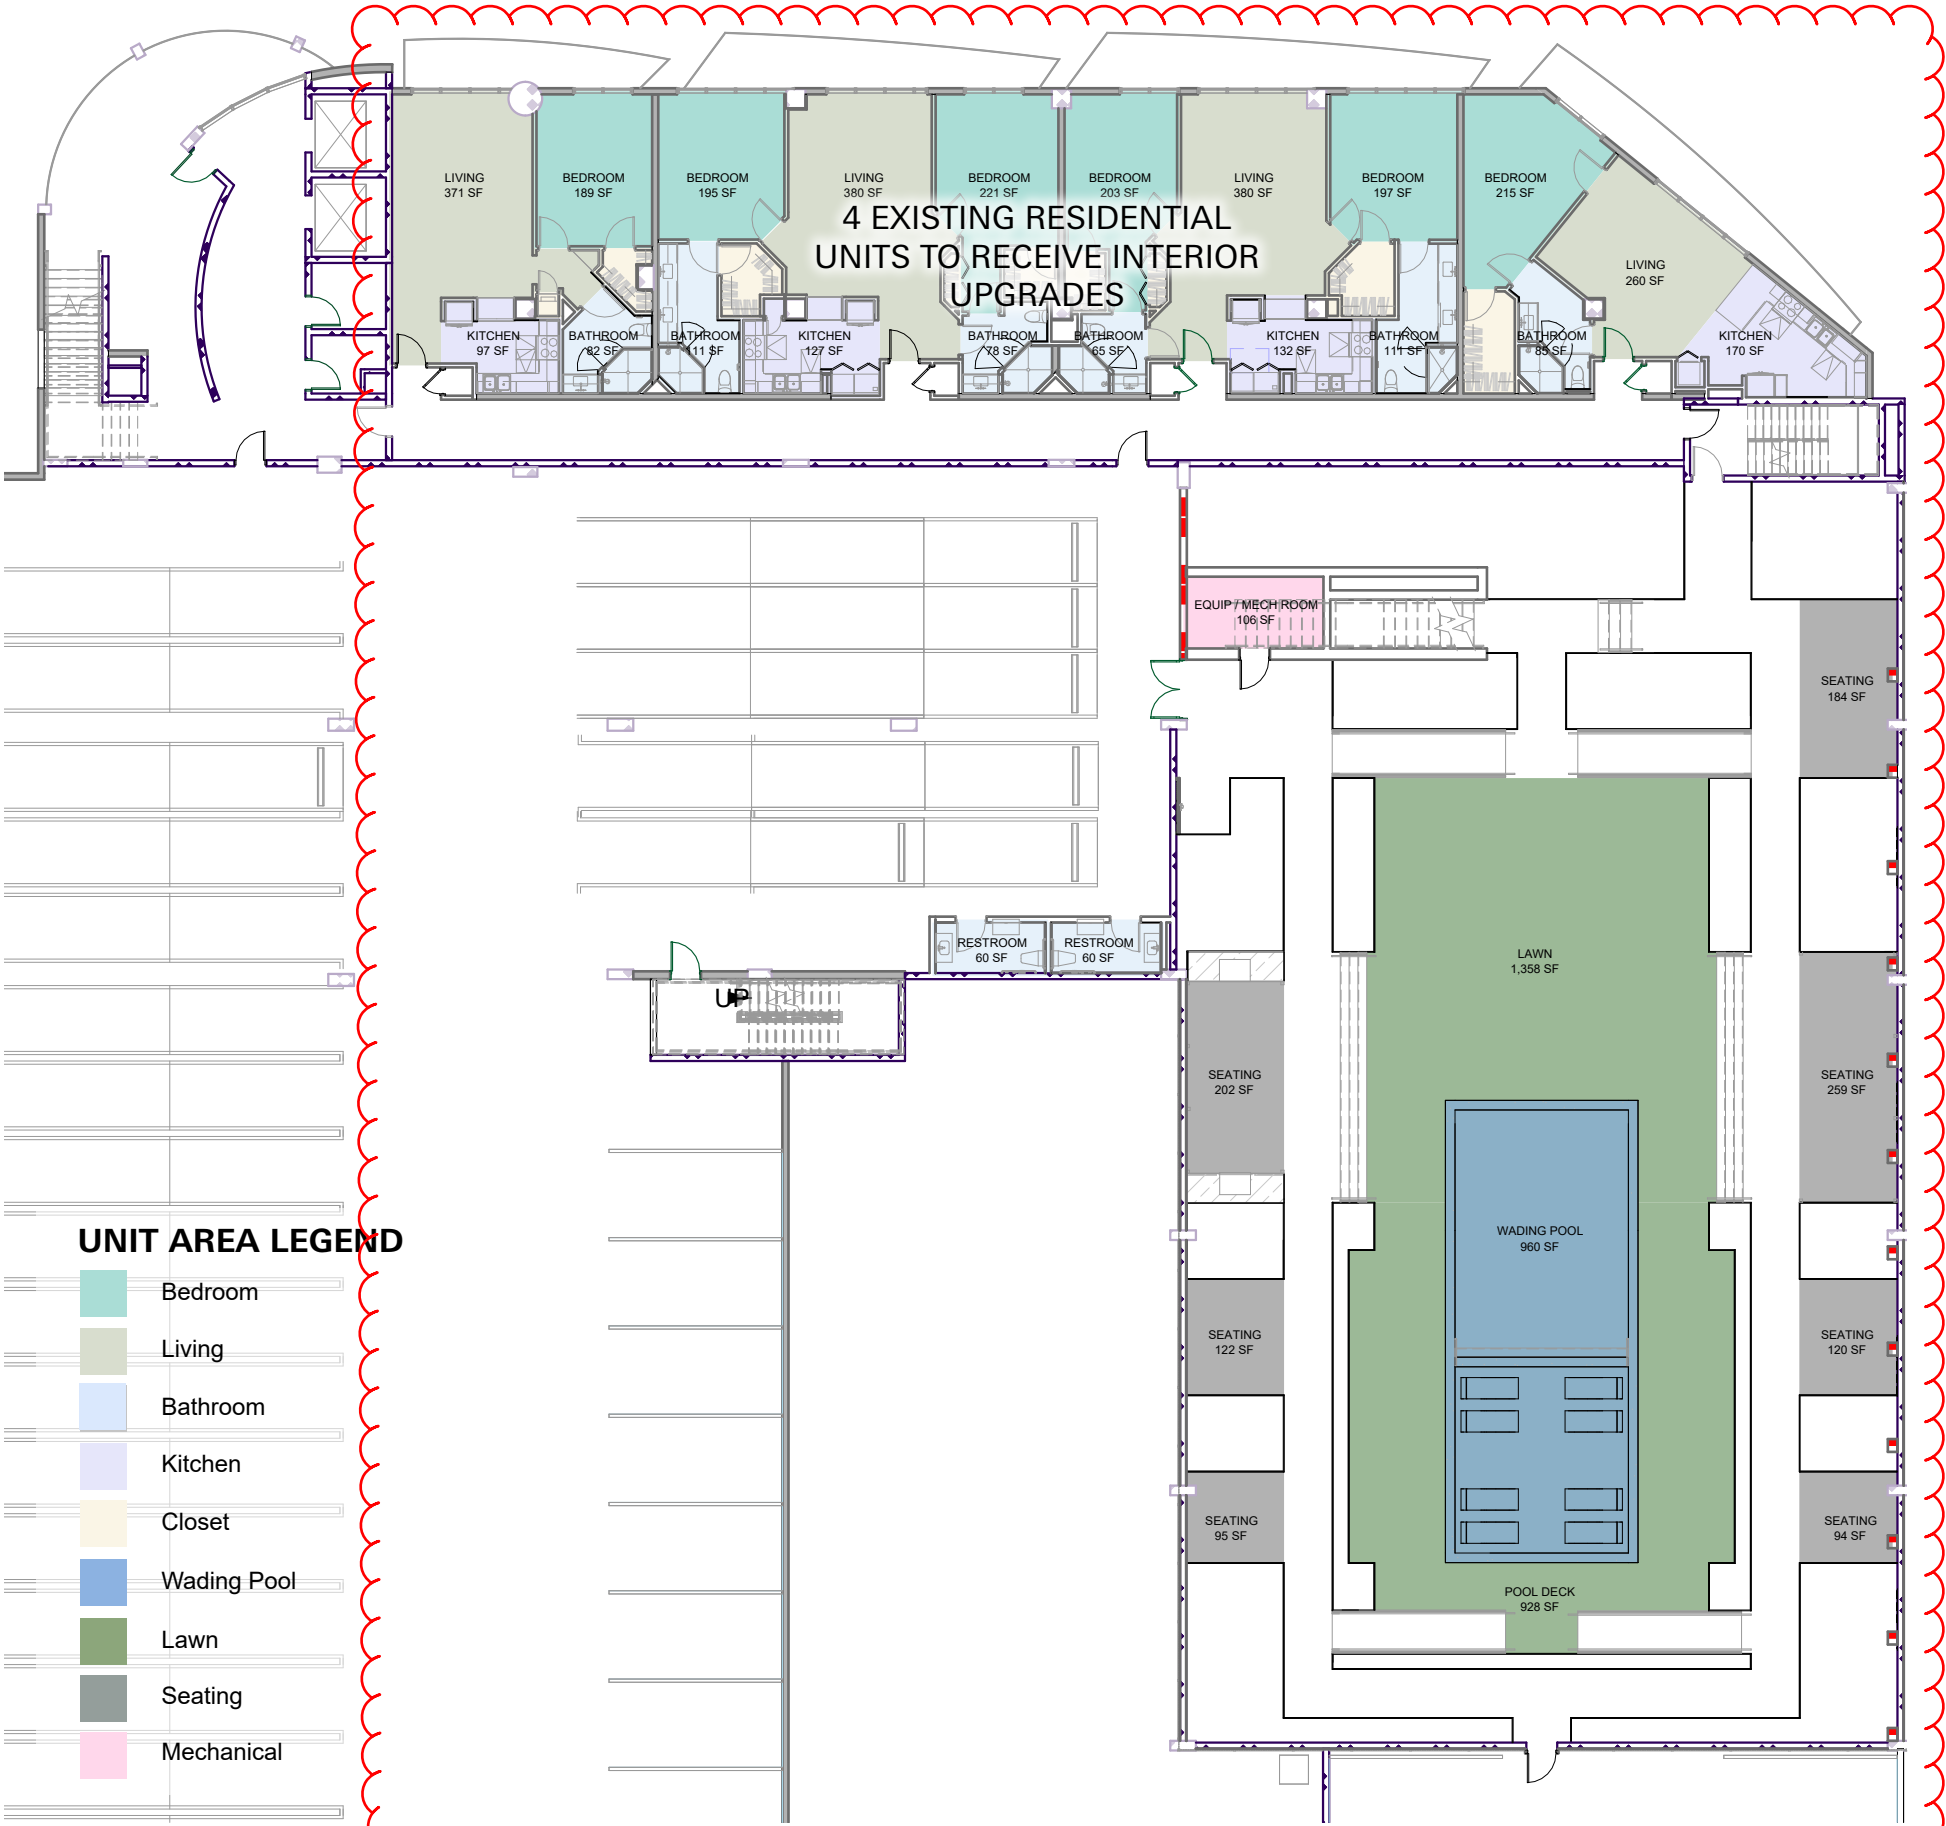 LIVING
371 SF
BEDROOM
189 SF
BEDROOM
195 SF
LIVING
380 SF
BEDROOM
221 SF
BEDROOM
203 SF
LIVING
380 SF
BEDROOM
197 SF
BEDROOM
215 SF
4 EXISTING RESIDENTIAL
UNITS TO RECEIVE INTERIOR
UPGRADES
LIVING
260 SF
KITCHEN
97 SF
BATHROOM
82 SF
BATHROOM
111 SF
KITCHEN
127 SF
BATHROOM
78 SF
BATHROOM
65 SF
KITCHEN
132 SF
BATHROOM
111 SF
BATHROOM
85 SF
KITCHEN
170 SF
EQUIP / MECH ROOM
106 SF
SEATING
184 SF
RESTROOM
60 SF
RESTROOM
60 SF
LAWN
1,358 SF
UP
SEATING
202 SF
SEATING
259 SF
WADING POOL
960 SF
SEATING
122 SF
SEATING
120 SF
SEATING
95 SF
SEATING
94 SF
POOL DECK
928 SF
UNIT AREA LEGEND
Bedroom
Living
Bathroom
Kitchen
Closet
Wading Pool
Lawn
Seating
Mechanical